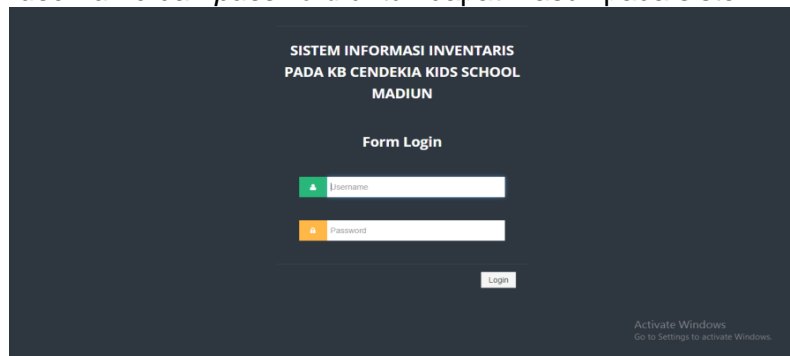 SISTEM INFORMASI INVENTARIS
PADA KB CENDEKIA KIDS SCHOOL
MADIUN
Form Login
Username
Password
Login
Activate Windows
Go to Settings to activate Windows.